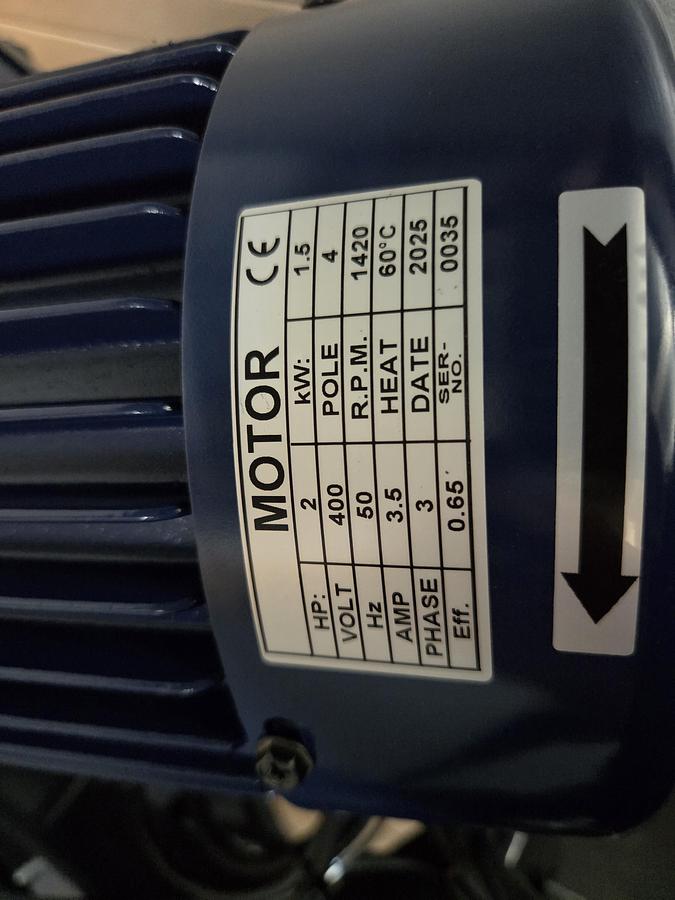 MOTOR CE
HP: 2 kW: 1.5
VOLT 400 POLE 4
Hz 50 R.P.M. 1420
AMP 3.5 HEAT 60°C
PHASE 3 DATE 2025
Eff. 0.65 SER-NO. 0035